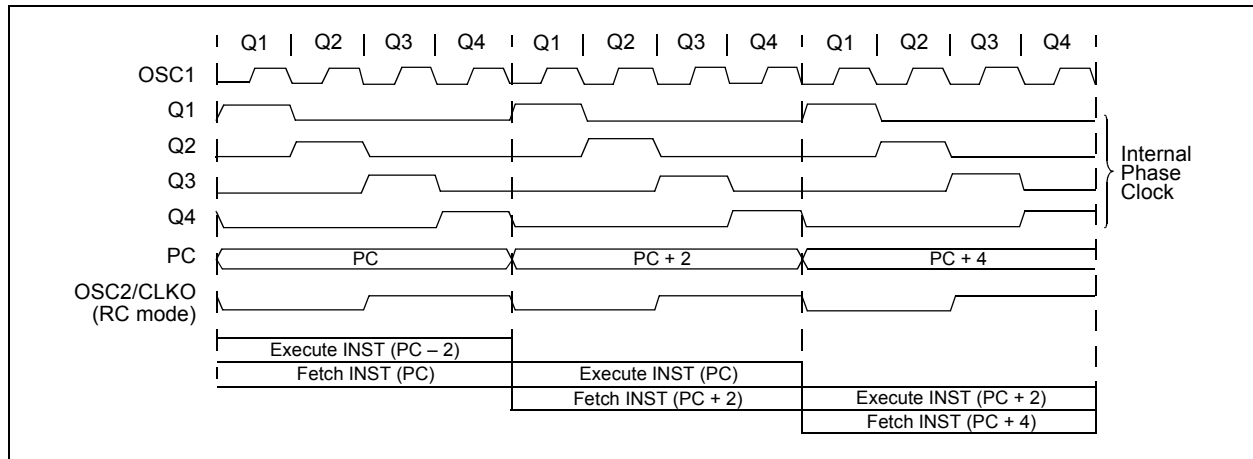 Q1 Q2 Q3 Q4 Q1 Q2 Q3 Q4 Q1 Q2 Q3 Q4
OSC1
Q1
Q2
Q3
Q4
Internal
Phase
Clock
PC PC PC + 2 PC + 4
OSC2/CLKO
(RC mode)
Execute INST (PC – 2)
Fetch INST (PC) Execute INST (PC)
Fetch INST (PC + 2) Execute INST (PC + 2)
Fetch INST (PC + 4)